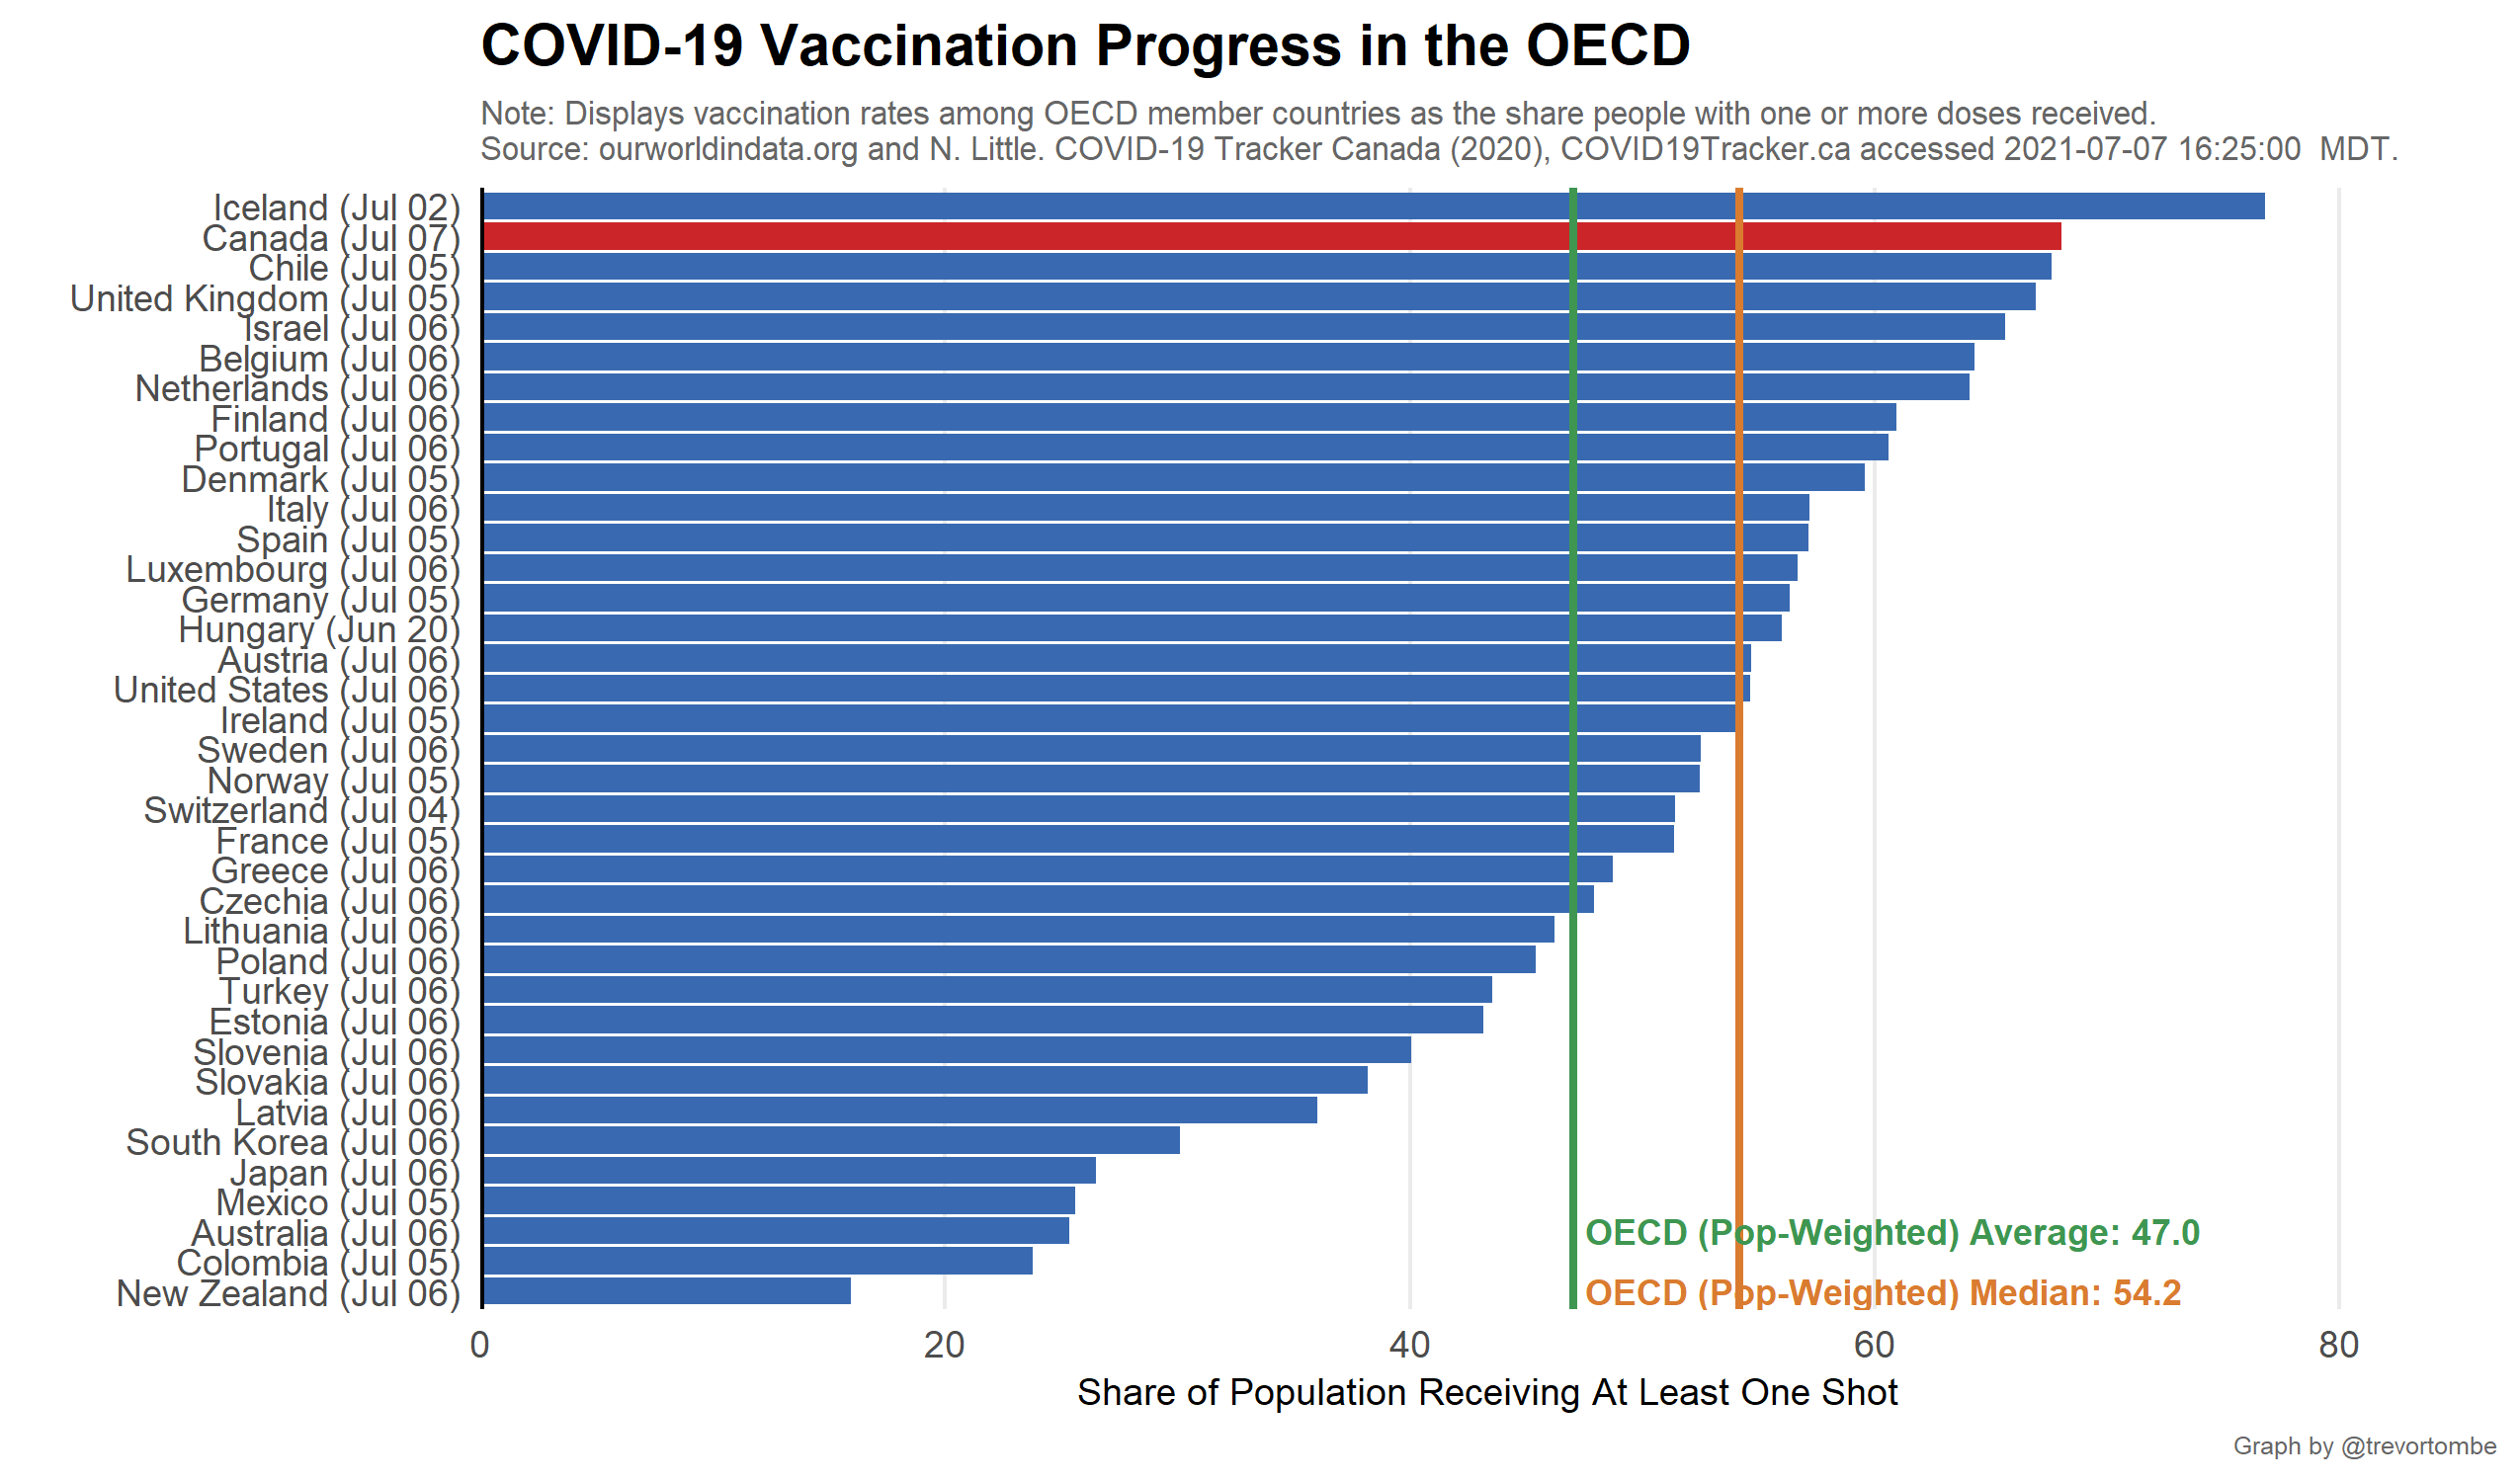 COVID-19 Vaccination Progress in the OECD
Note: Displays vaccination rates among OECD member countries as the share people with one or more doses received.
Source: ourworldindata.org and N. Little. COVID-19 Tracker Canada (2020), COVID19Tracker.ca accessed 2021-07-07 16:25:00  MDT.
Iceland (Jul 02)
Canada (Jul 07)
Chile (Jul 05)
United Kingdom (Jul 05)
Israel (Jul 06)
Belgium (Jul 06)
Netherlands (Jul 06)
Finland (Jul 06)
Portugal (Jul 06)
Denmark (Jul 05)
Italy (Jul 06)
Spain (Jul 05)
Luxembourg (Jul 06)
Germany (Jul 05)
Hungary (Jun 20)
Austria (Jul 06)
United States (Jul 06)
Ireland (Jul 05)
Sweden (Jul 06)
Norway (Jul 05)
Switzerland (Jul 04)
France (Jul 05)
Greece (Jul 06)
Czechia (Jul 06)
Lithuania (Jul 06)
Poland (Jul 06)
Turkey (Jul 06)
Estonia (Jul 06)
Slovenia (Jul 06)
Slovakia (Jul 06)
Latvia (Jul 06)
South Korea (Jul 06)
Japan (Jul 06)
Mexico (Jul 05)
Australia (Jul 06)
OECD (Pop-Weighted) Average: 47.0
Colombia (Jul 05)
New Zealand (Jul 06)
OECD (Pop-Weighted) Median: 54.2
0 20 40 60 80
Share of Population Receiving At Least One Shot
Graph by @trevortombe